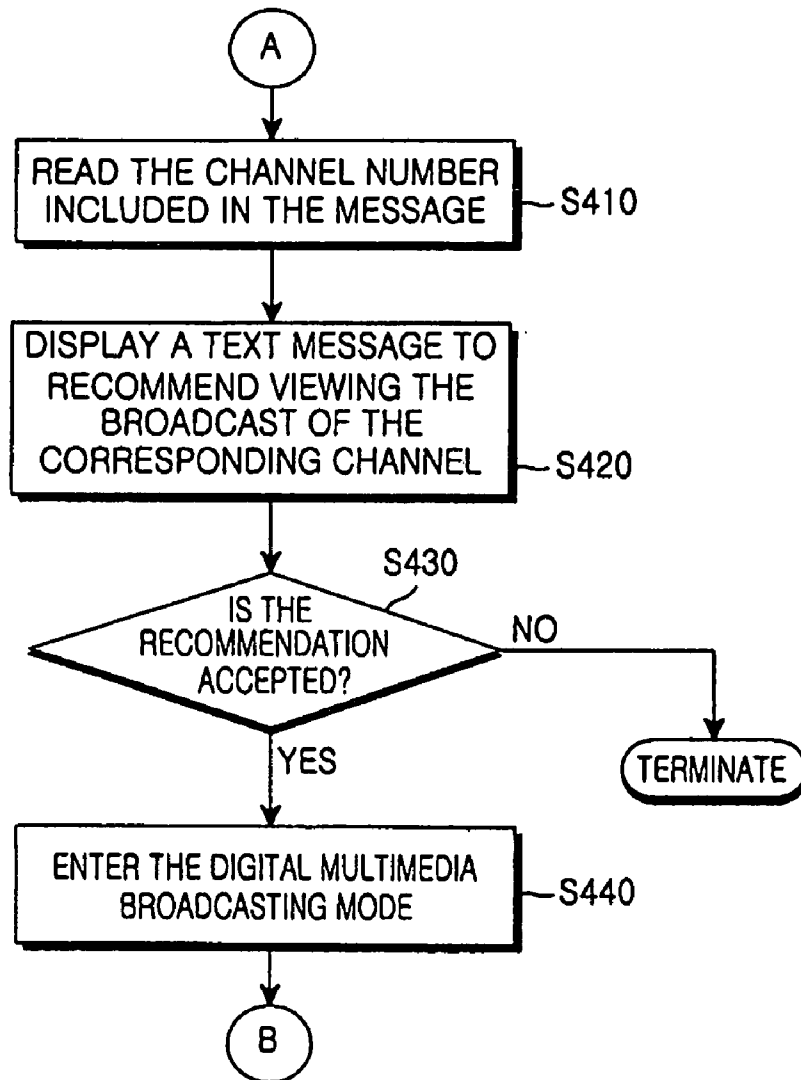 A
READ THE CHANNEL NUMBER
INCLUDED IN THE MESSAGE
S410
DISPLAY A TEXT MESSAGE TO
RECOMMEND VIEWING THE
BROADCAST OF THE
CORRESPONDING CHANNEL
S420
S430
IS THE
RECOMMENDATION
ACCEPTED?
NO
YES
TERMINATE
ENTER THE DIGITAL MULTIMEDIA
BROADCASTING MODE
S440
B